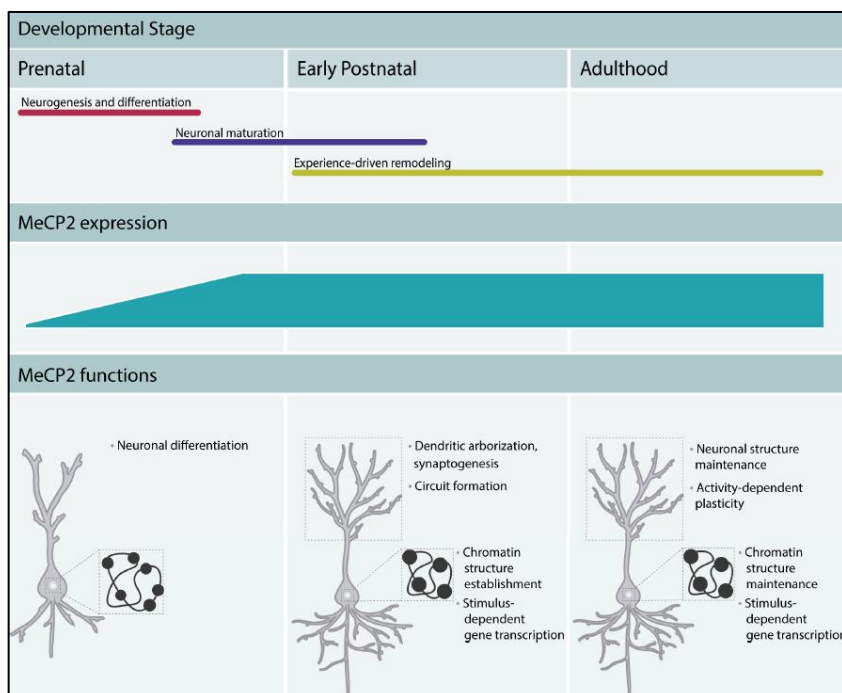 Developmental Stage
Prenatal
Early Postnatal
Adulthood
Neurogenesis and differentiation
Neuronal maturation
Experience-driven remodeling
MeCP2 expression
MeCP2 functions
• Neuronal differentiation
• Dendritic arborization,
synaptogenesis
• Circuit formation
• Chromatin
structure
establishment
• Stimulus-
dependent
gene transcription
• Neuronal structure
maintenance
• Activity-dependent
plasticity
• Chromatin
structure
maintenance
• Stimulus-
dependent
gene transcription